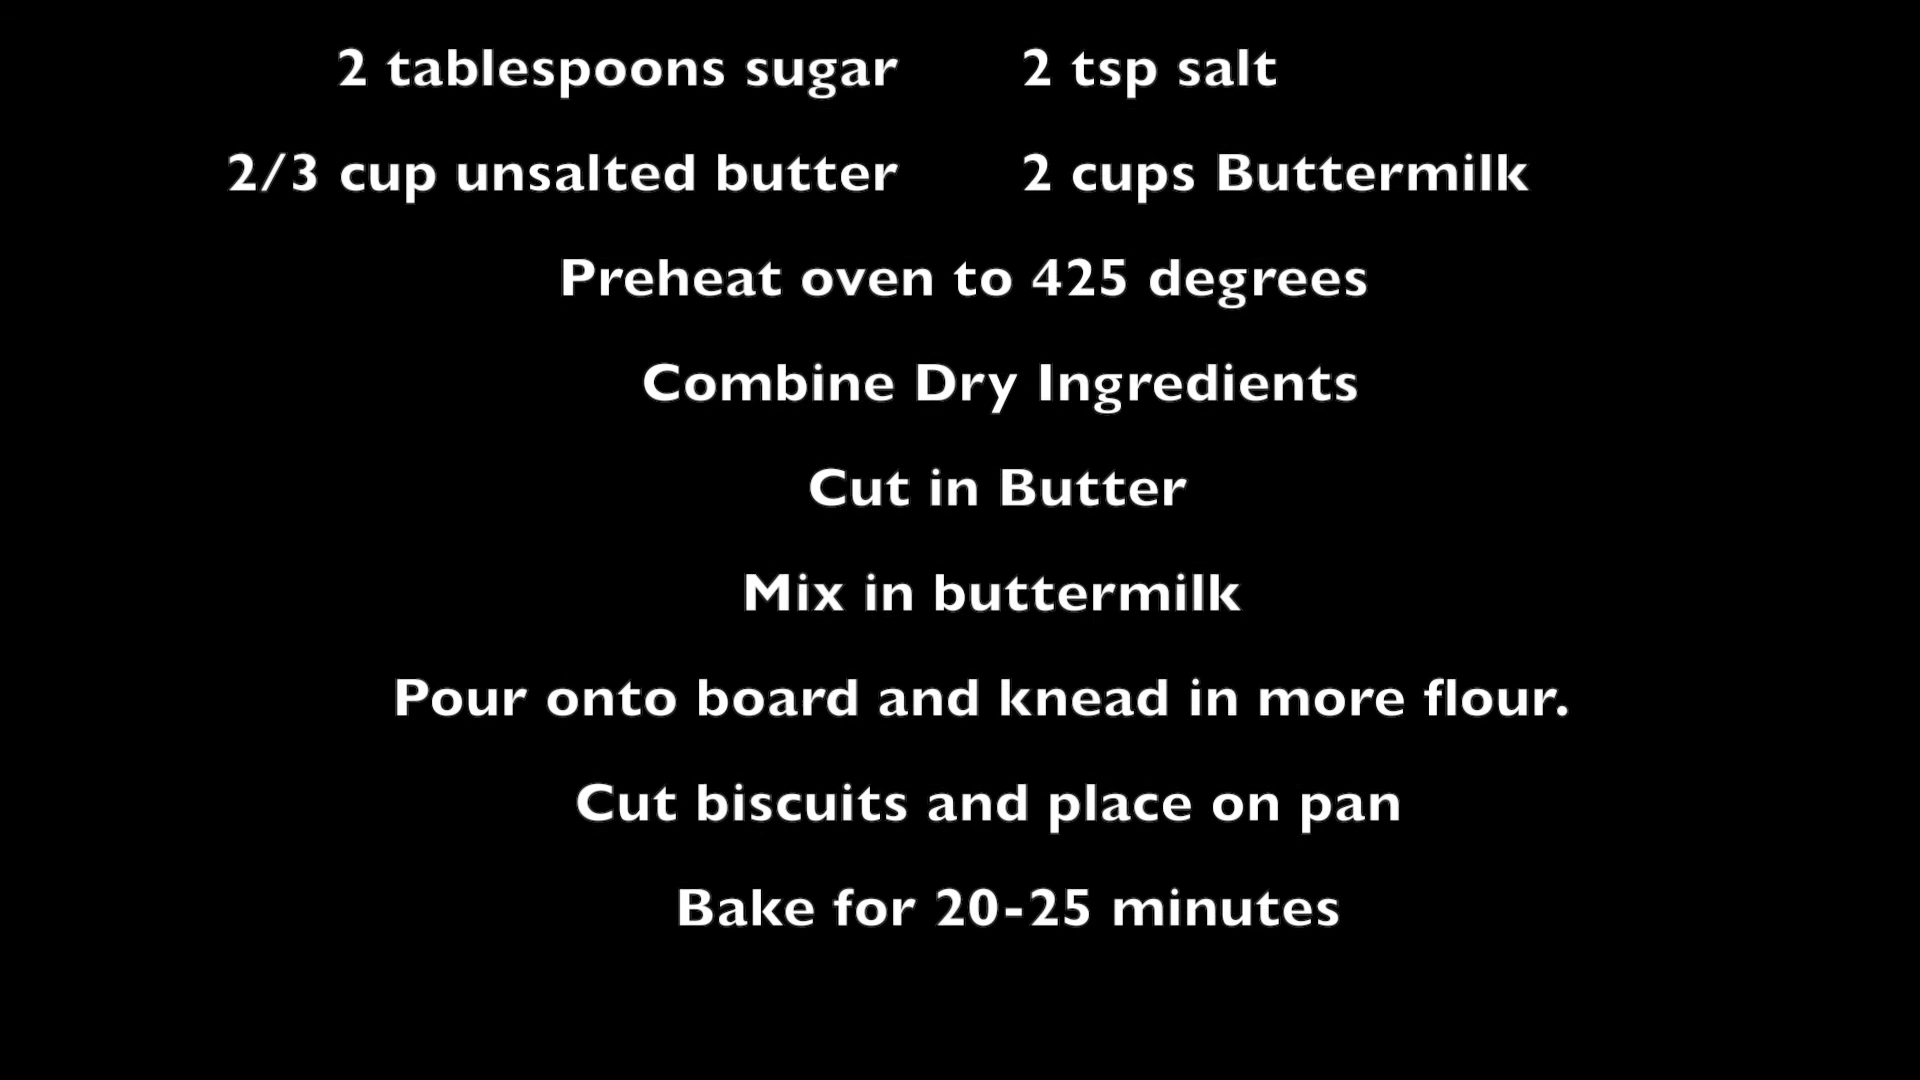 2 tablespoons sugar 2 tsp salt
2/3 cup unsalted butter 2 cups Buttermilk
Preheat oven to 425 degrees
Combine Dry Ingredients
Cut in Butter
Mix in buttermilk
Pour onto board and knead in more flour.
Cut biscuits and place on pan
Bake for 20-25 minutes